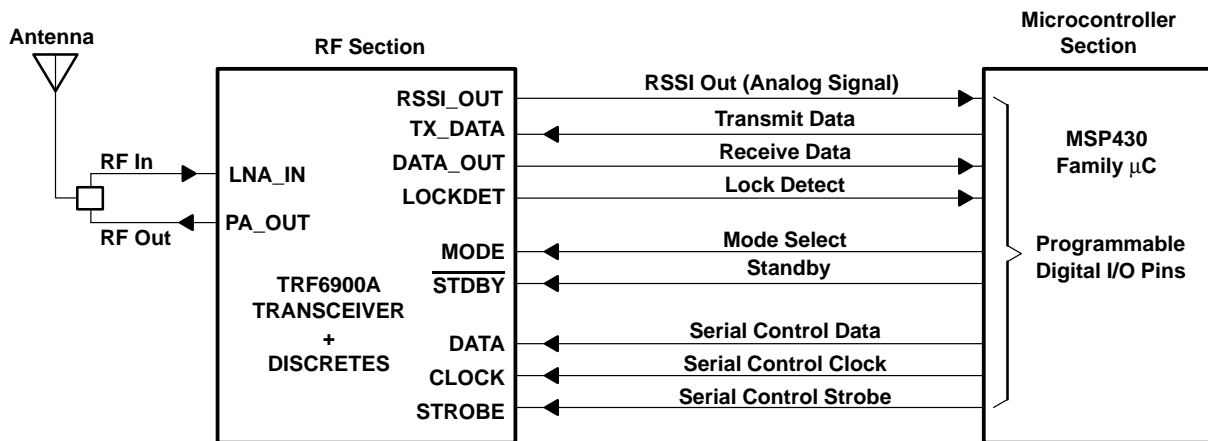 Antenna
RF Section
Microcontroller
Section
RF In
RF Out
LNA_IN
PA_OUT
TRF6900A
TRANSCEIVER
+
DISCRETES
RSSI_OUT
TX_DATA
DATA_OUT
LOCKDET
MODE
STDBY
DATA
CLOCK
STROBE
RSSI Out (Analog Signal)
Transmit Data
Receive Data
Lock Detect
Mode Select
Standby
Serial Control Data
Serial Control Clock
Serial Control Strobe
MSP430
Family μC
Programmable
Digital I/O Pins